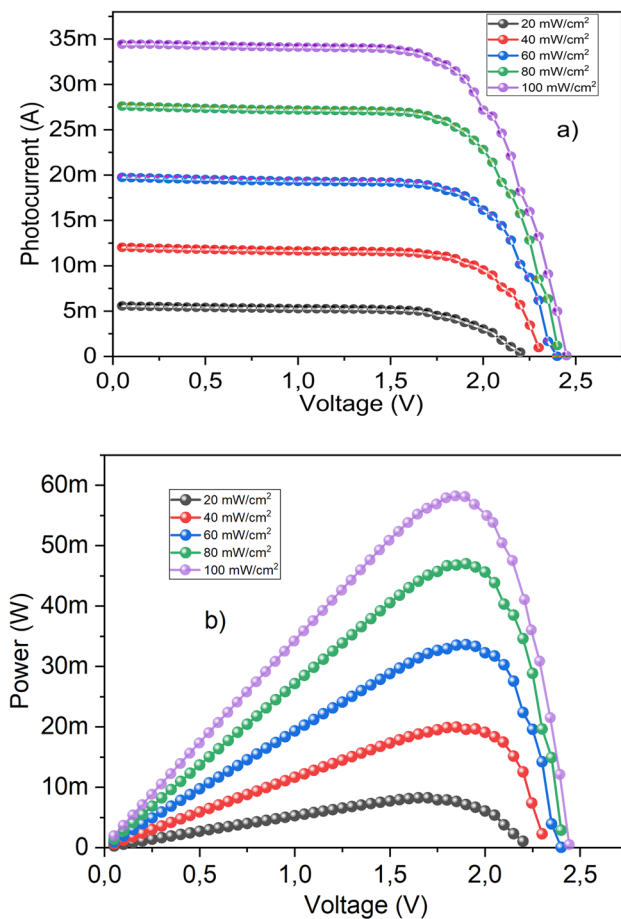 35m
30m
25m
20m
15m
10m
5m
0
Photocurrent (A)
20 mW/cm²
40 mW/cm²
60 mW/cm²
80 mW/cm²
100 mW/cm²
a)
0,0 0,5 1,0 1,5 2,0 2,5
Voltage (V)
60m
50m
40m
30m
20m
10m
0
Power (W)
20 mW/cm²
40 mW/cm²
60 mW/cm²
80 mW/cm²
100 mW/cm²
b)
0,0 0,5 1,0 1,5 2,0 2,5
Voltage (V)